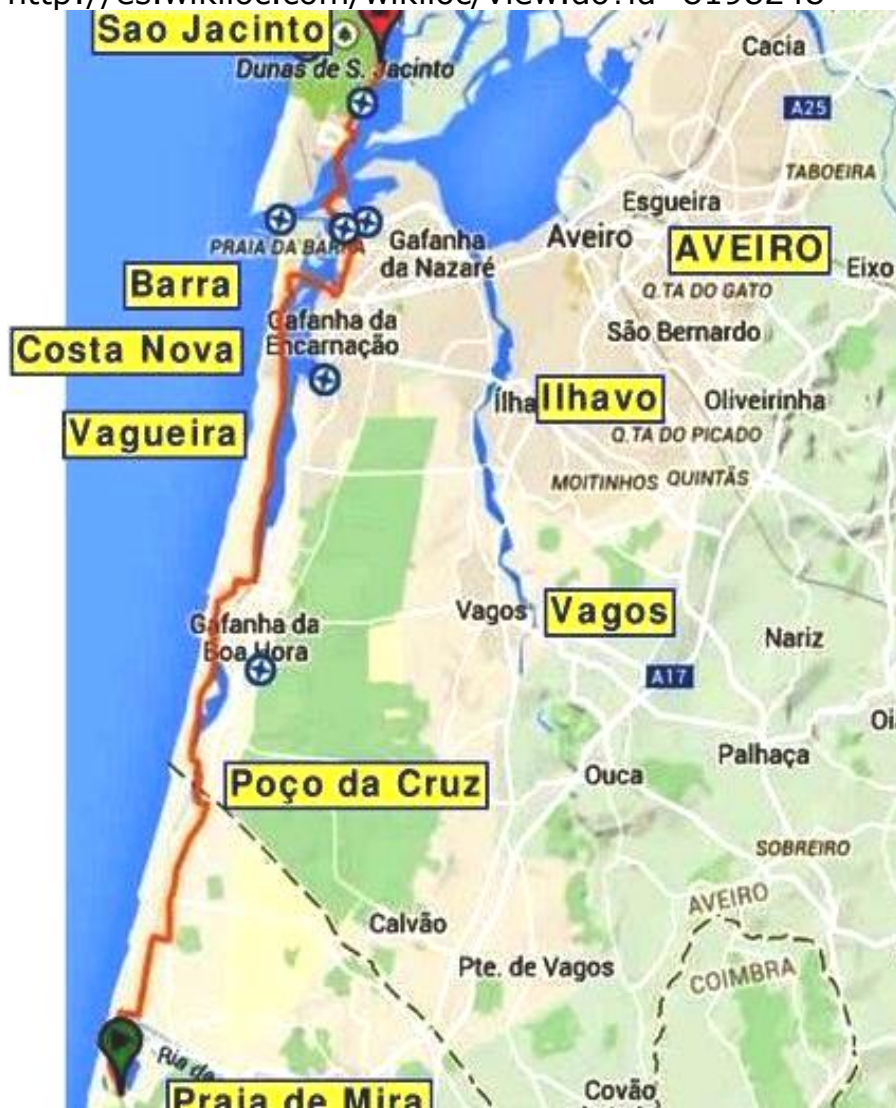 Sao Jacinto
Dunas de S. Jacinto
Cacia
A25
TABOEIRA
Esgueira
PRAIA DA BARRA
Gafanha
da Nazaré
Aveiro
AVEIRO
Eixo
Barra
Q.TA DO GATO
Gafanha da
Encarnação
São Bernardo
Costa Nova
Ilhavo
Oliveirinha
Vagueira
Q.TA DO PICADO
MOITINHOS
QUINTÃS
Vagos
Vagos
Gafanha da
Boa Hora
Nariz
A17
Palhaça
Poço da Cruz
Ouca
SOBREIRO
AVEIRO
Calvão
Pte. de Vagos
COIMBRA
Ria de
Praia de Mira
Covão